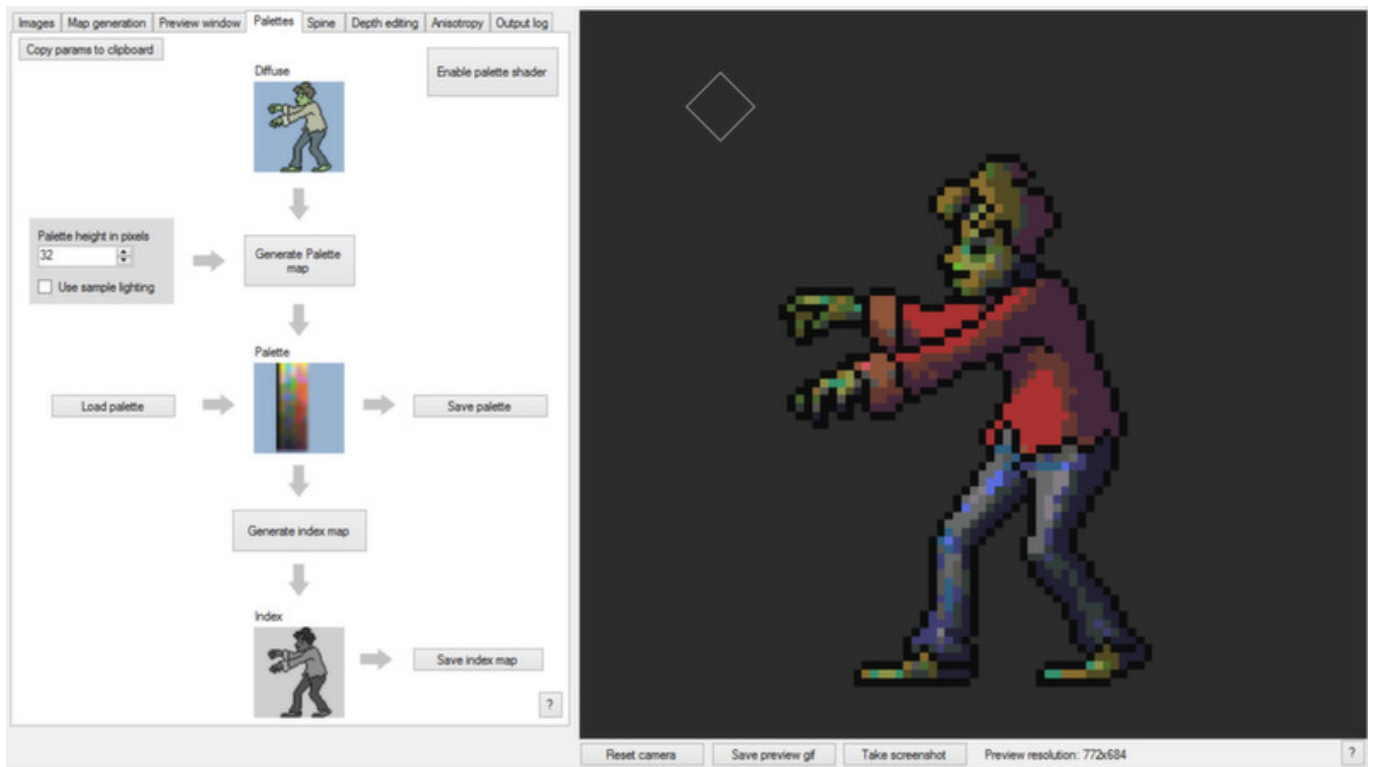 Images Map generation Preview window Palettes Spine Depth editing Anisotropy Output log
Copy params to clipboard
Diffuse
Enable palette shader
Palette height in pixels
32
Use sample lighting
Generate Palette
map
Palette
Load palette
Save palette
Generate index map
Index
Save index map
?
Reset camera Save preview gif Take screenshot Preview resolution: 772x684 ?